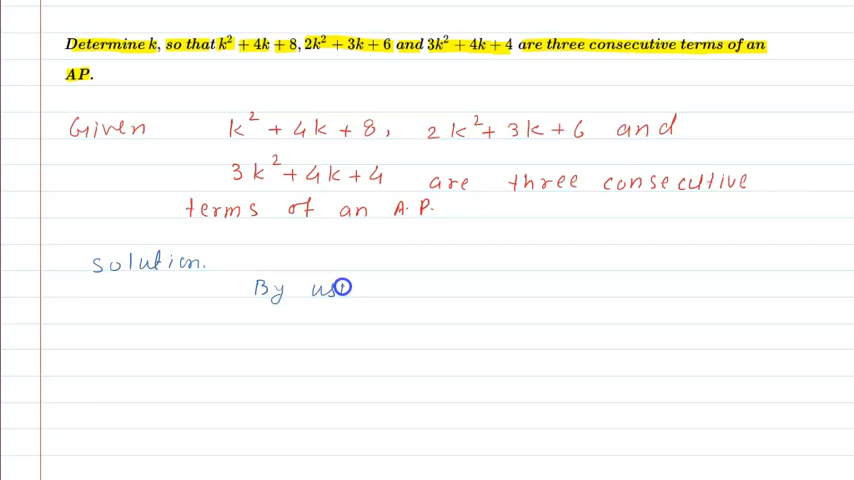 Determine k, so that k² + 4k + 8, 2k² + 3k + 6 and 3k² + 4k + 4 are three consecutive terms of an
AP.
Given k² + 4k + 8, 2k² + 3k + 6 and
3k² + 4k + 4 are three consecutive
terms of an A.P.
Solution.
By